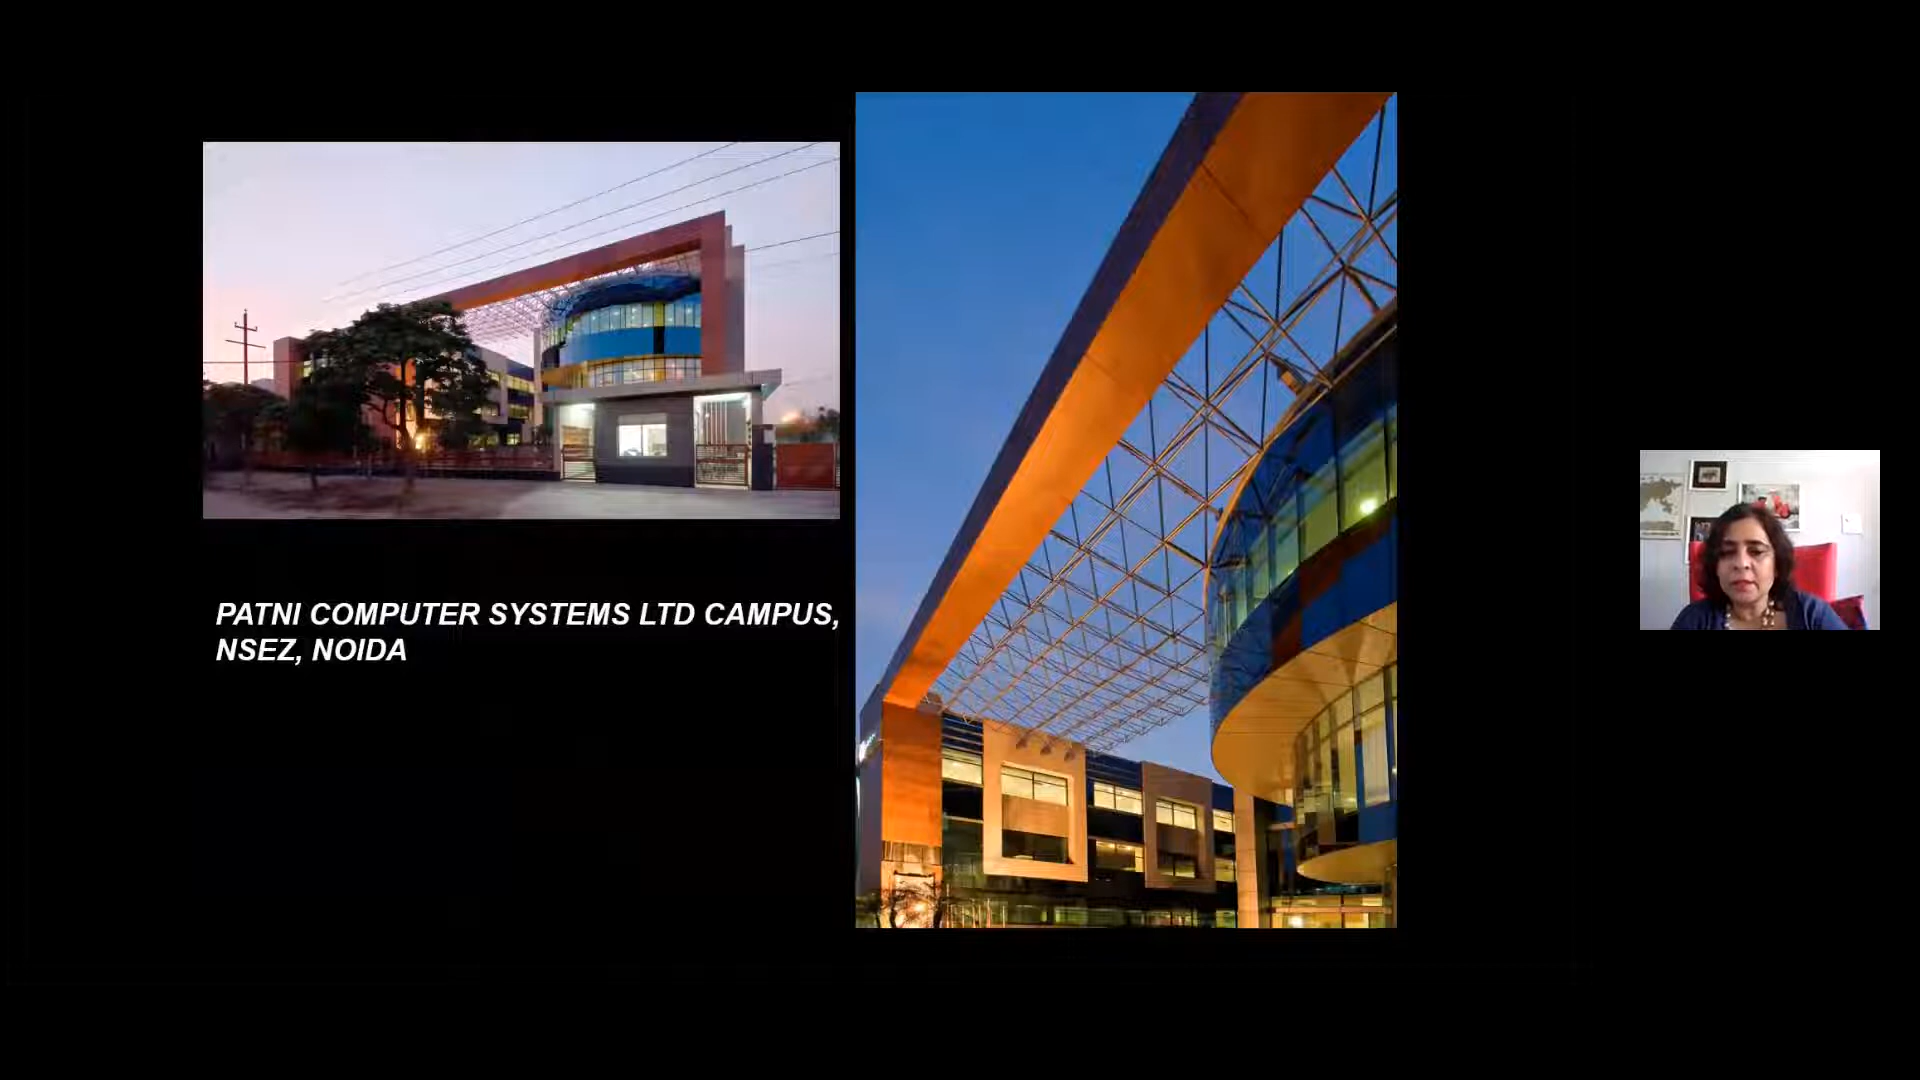 PATNI COMPUTER SYSTEMS LTD CAMPUS,
NSEZ, NOIDA